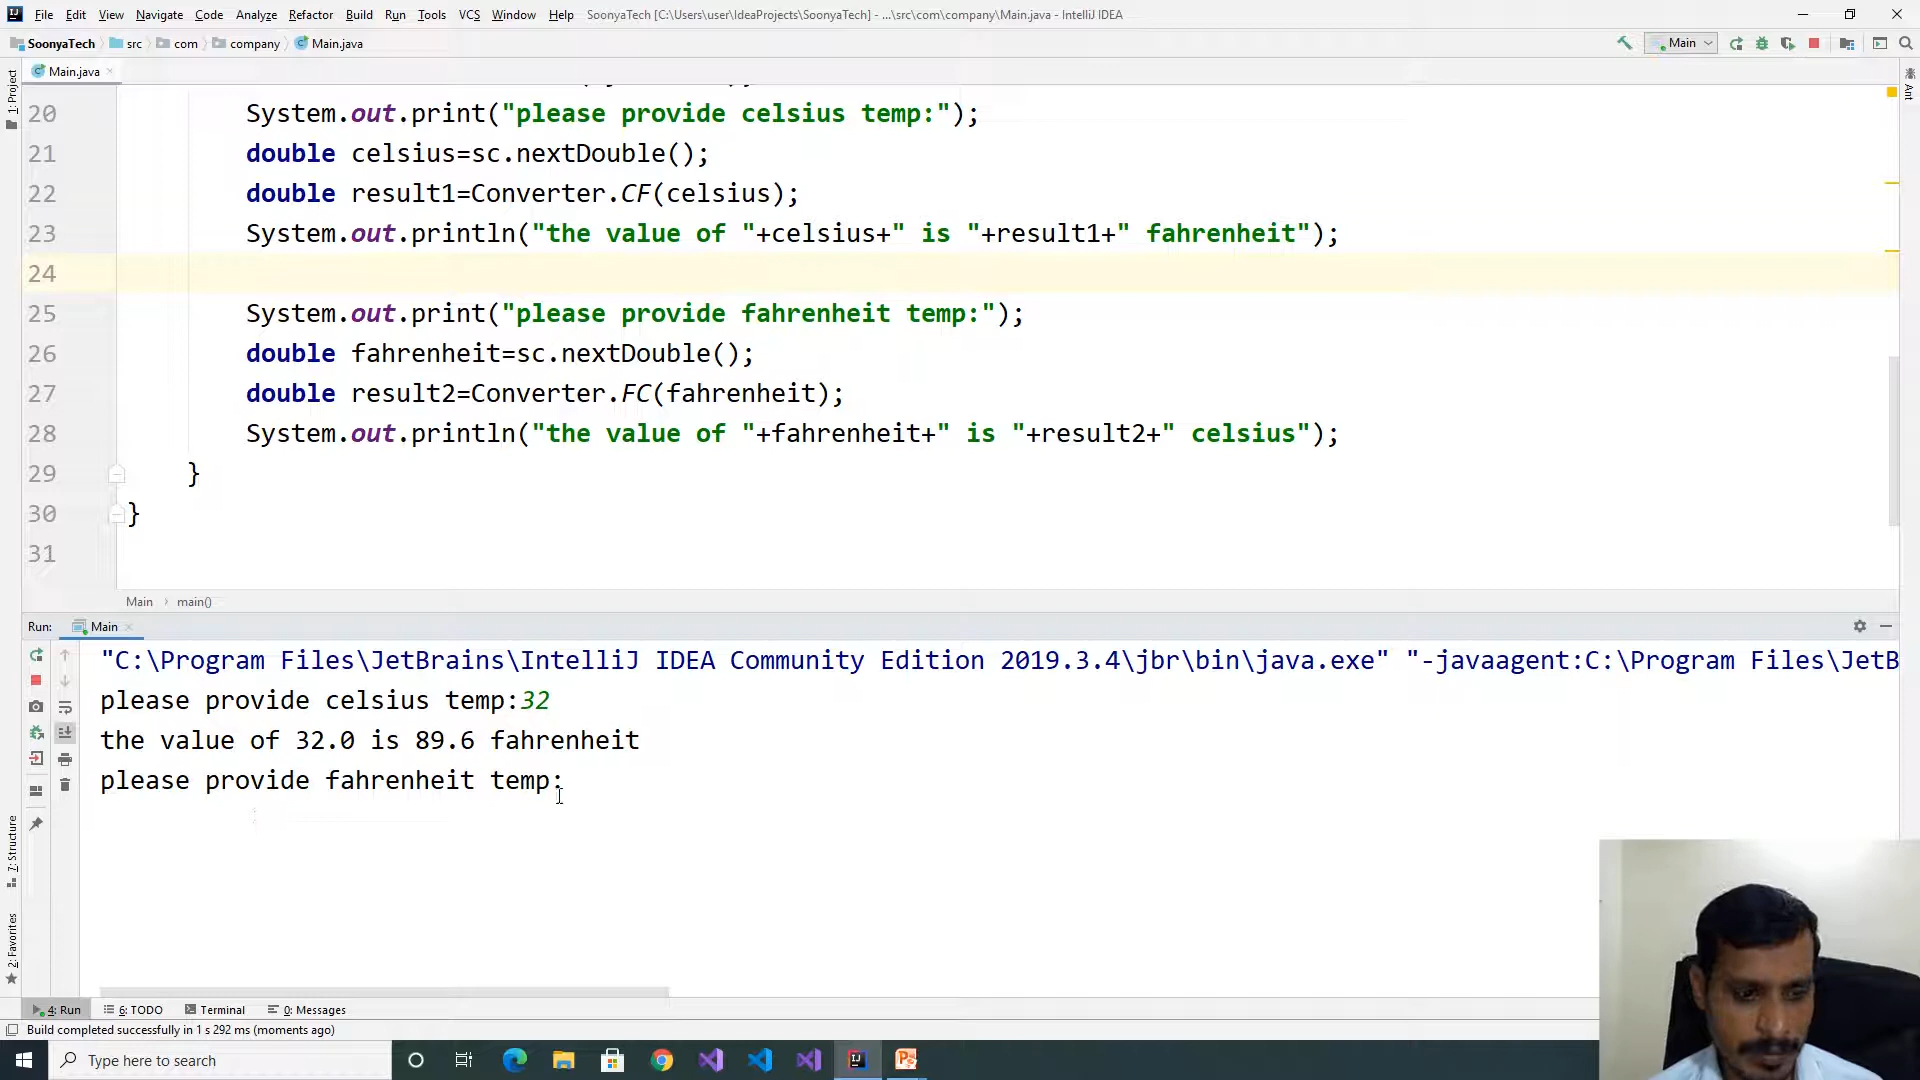 File Edit View Navigate Code Analyze Refactor Build Run Tools VCS Window Help SoonyaTech [C:\Users\user\IdeaProjects\SoonyaTech] - ...\src\com\company\Main.java - IntelliJ IDEA
SoonyaTech src com company Main.java Main
Main.java
1: Project
Ant
20 System.out.print("please provide celsius temp:");
21 double celsius=sc.nextDouble();
22 double result1=Converter.CF(celsius);
23 System.out.println("the value of "+celsius+" is "+result1+" fahrenheit");
24
25 System.out.print("please provide fahrenheit temp:");
26 double fahrenheit=sc.nextDouble();
27 double result2=Converter.FC(fahrenheit);
28 System.out.println("the value of "+fahrenheit+" is "+result2+" celsius");
29 }
30 }
31
Main › main()
Run: Main
"C:\Program Files\JetBrains\IntelliJ IDEA Community Edition 2019.3.4\jbr\bin\java.exe" "-javaagent:C:\Program Files\JetB
please provide celsius temp:32
the value of 32.0 is 89.6 fahrenheit
please provide fahrenheit temp:
7: Structure
2: Favorites
4: Run 6: TODO Terminal 0: Messages
Build completed successfully in 1 s 292 ms (moments ago)
Type here to search